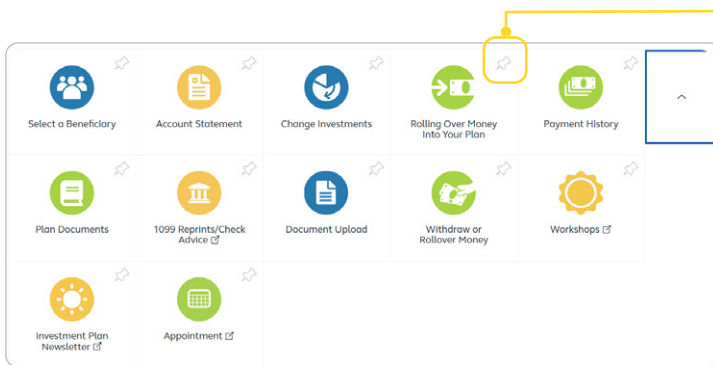 Select a Beneficiary
Account Statement
Change Investments
Rolling Over Money
Into Your Plan
Payment History
Plan Documents
1099 Reprints/Check
Advice
Document Upload
Withdraw or
Rollover Money
Workshops
Investment Plan
Newsletter
Appointment